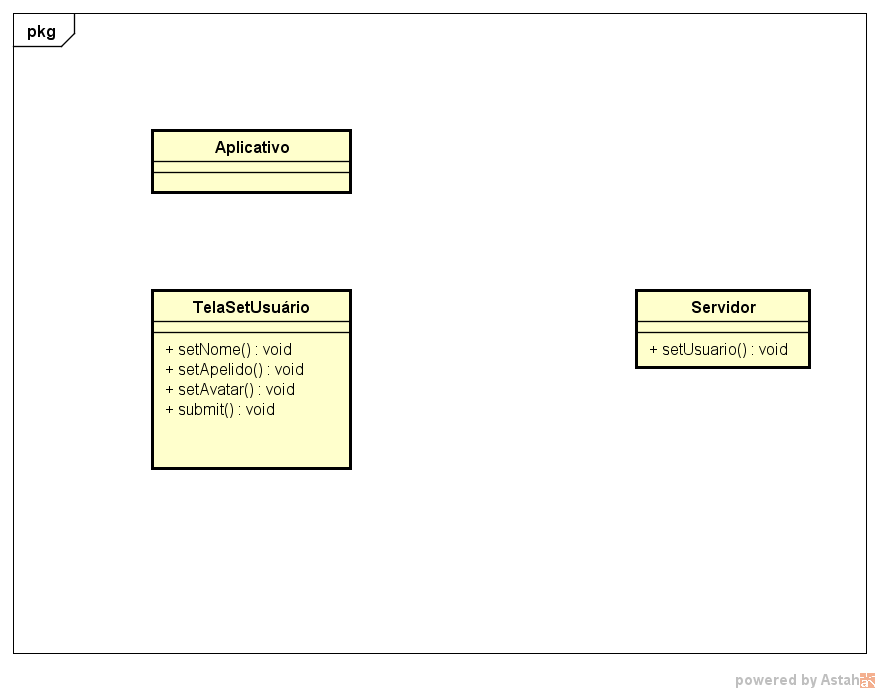 pkg
Aplicativo
TelaSetUsuário
+ setNome() : void
+ setApelido() : void
+ setAvatar() : void
+ submit() : void
Servidor
+ setUsuario() : void
powered by Astah